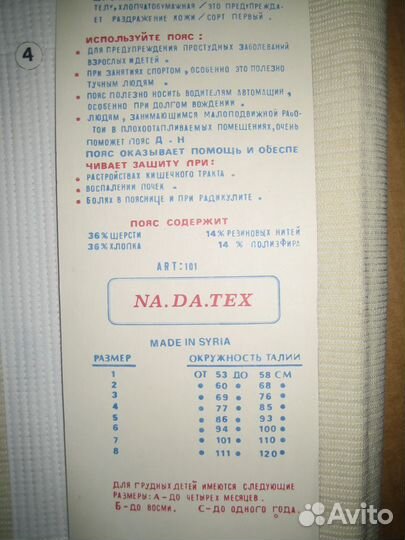 ТЕЛУ, ХЛОПЧАТОБУМАЖНАЯ / ЭТО ПРЕДУПРЕЖДА-
ЕТ РАЗДРАЖЕНИЕ КОЖИ / СОРТ ПЕРВЫЙ .
4
ИСПОЛЬЗУЙТЕ ПОЯС :
• ДЛЯ ПРЕДУПРЕЖДЕНИЯ ПРОСТУДНЫХ ЗАБОЛЕВАНИЙ
ВЗРОСЛЫХ И ДЕТЕЙ .
• ПРИ ЗАНЯТИЯХ СПОРТОМ, ОСОБЕННО ЭТО ПОЛЕЗНО
ТУЧНЫМ ЛЮДЯМ .
• ПОЯС ПОЛЕЗНО НОСИТЬ ВОДИТЕЛЯМ АВТОМАШИН ,
ОСОБЕННО ПРИ ДОЛГОМ ВОЖДЕНИИ .
• ЛЮДЯМ , ЗАНИМАЮЩИМСЯ МАЛОПОДВИЖНОЙ РАБО-
ТОЙ В ПЛОХООТАПЛИВАЕМЫХ ПОМЕЩЕНИЯХ, ОЧЕНЬ
ПОМОЖЕТ ПОЯС Д - Н
ПОЯС ОКАЗЫВАЕТ ПОМОЩЬ И ОБЕСПЕ
ЧИВАЕТ ЗАЩИТУ ПРИ :
• РАСТРОЙСТВАХ КИШЕЧНОГО ТРАКТА .
• ВОСПАЛЕНИИ ПОЧЕК .
• БОЛЯХ В ПОЯСНИЦЕ И ПРИ РАДИКУЛИТЕ .
ПОЯС СОДЕРЖИТ
36% ШЕРСТИ 14% РЕЗИНОВЫХ НИТЕЙ
36% ХЛОПКА 14 % ПОЛИЭФИРА
ART: 101
NA.DA.TEX
MADE IN SYRIA
РАЗМЕР ОКРУЖНОСТЬ ТАЛИИ
1 ОТ 53 ДО 58 СМ
2 • 60 • 68 •
3 • 69 • 76 •
4 • 77 • 85 •
5 • 86 • 93 •
6 • 94 • 100 •
7 • 101 • 110 •
8 • 111 • 120 •
ДЛЯ ГРУДНЫХ ДЕТЕЙ ИМЕЮТСЯ СЛЕДУЮЩИЕ
РАЗМЕРЫ: А - ДО ЧЕТЫРЕХ МЕСЯЦЕВ.
Б - ДО ВОСМИ. С - ДО ОДНОГО ГОДА.
Avito